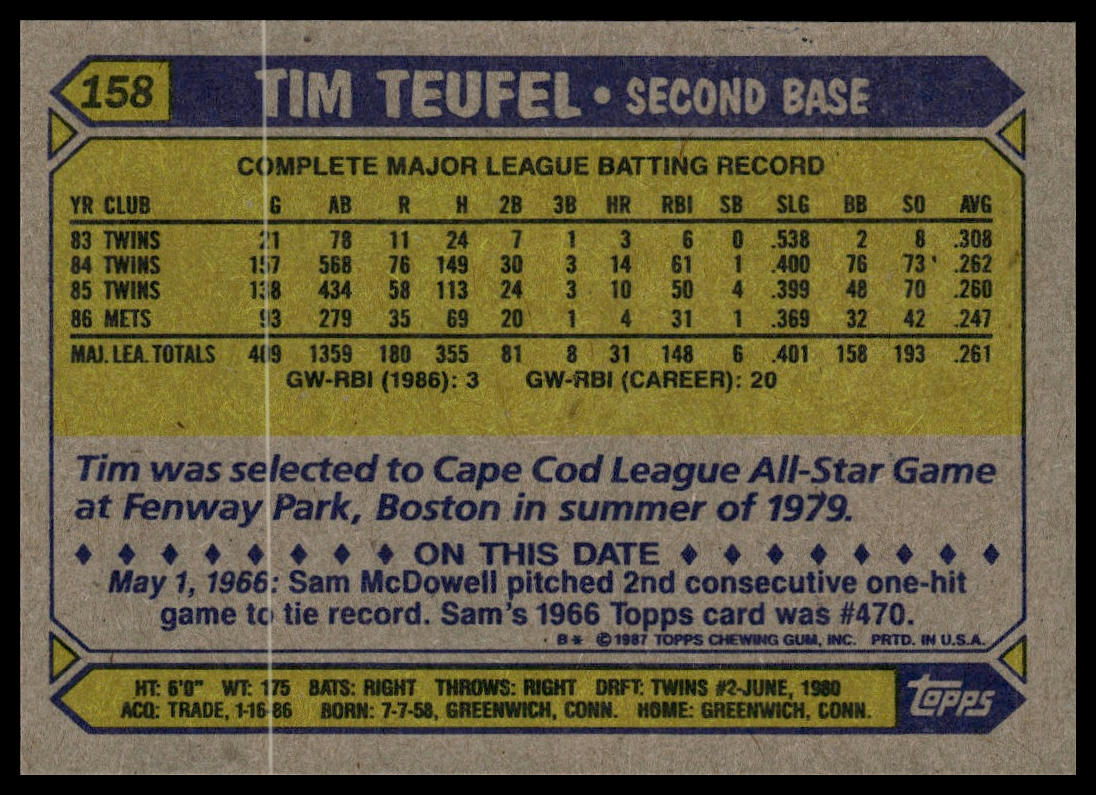 158 TIM TEUFEL • SECOND BASE
COMPLETE MAJOR LEAGUE BATTING RECORD
YR CLUB G AB R H 2B 3B HR RBI SB SLG BB SO AVG
83 TWINS 21 78 11 24 7 1 3 6 0 .538 2 8 .308
84 TWINS 157 568 76 149 30 3 14 61 1 .400 76 73 .262
85 TWINS 138 434 58 113 24 3 10 50 4 .399 48 70 .260
86 METS 93 279 35 69 20 1 4 31 1 .369 32 42 .247
MAJ. LEA. TOTALS 409 1359 180 355 81 8 31 148 6 .401 158 193 .261
GW-RBI (1986): 3 GW-RBI (CAREER): 20
Tim was selected to Cape Cod League All-Star Game
at Fenway Park, Boston in summer of 1979.
♦ ♦ ♦ ♦ ♦ ♦ ♦ ♦ ON THIS DATE ♦ ♦ ♦ ♦ ♦ ♦ ♦ ♦
May 1, 1966: Sam McDowell pitched 2nd consecutive one-hit
game to tie record. Sam's 1966 Topps card was #470.
B* © 1987 TOPPS CHEWING GUM, INC. PRTD. IN U.S.A.
HT: 6'0" WT: 175 BATS: RIGHT THROWS: RIGHT DRFT: TWINS #2-JUNE, 1980
ACQ: TRADE, 1-16-86 BORN: 7-7-58, GREENWICH, CONN. HOME: GREENWICH, CONN.
topps